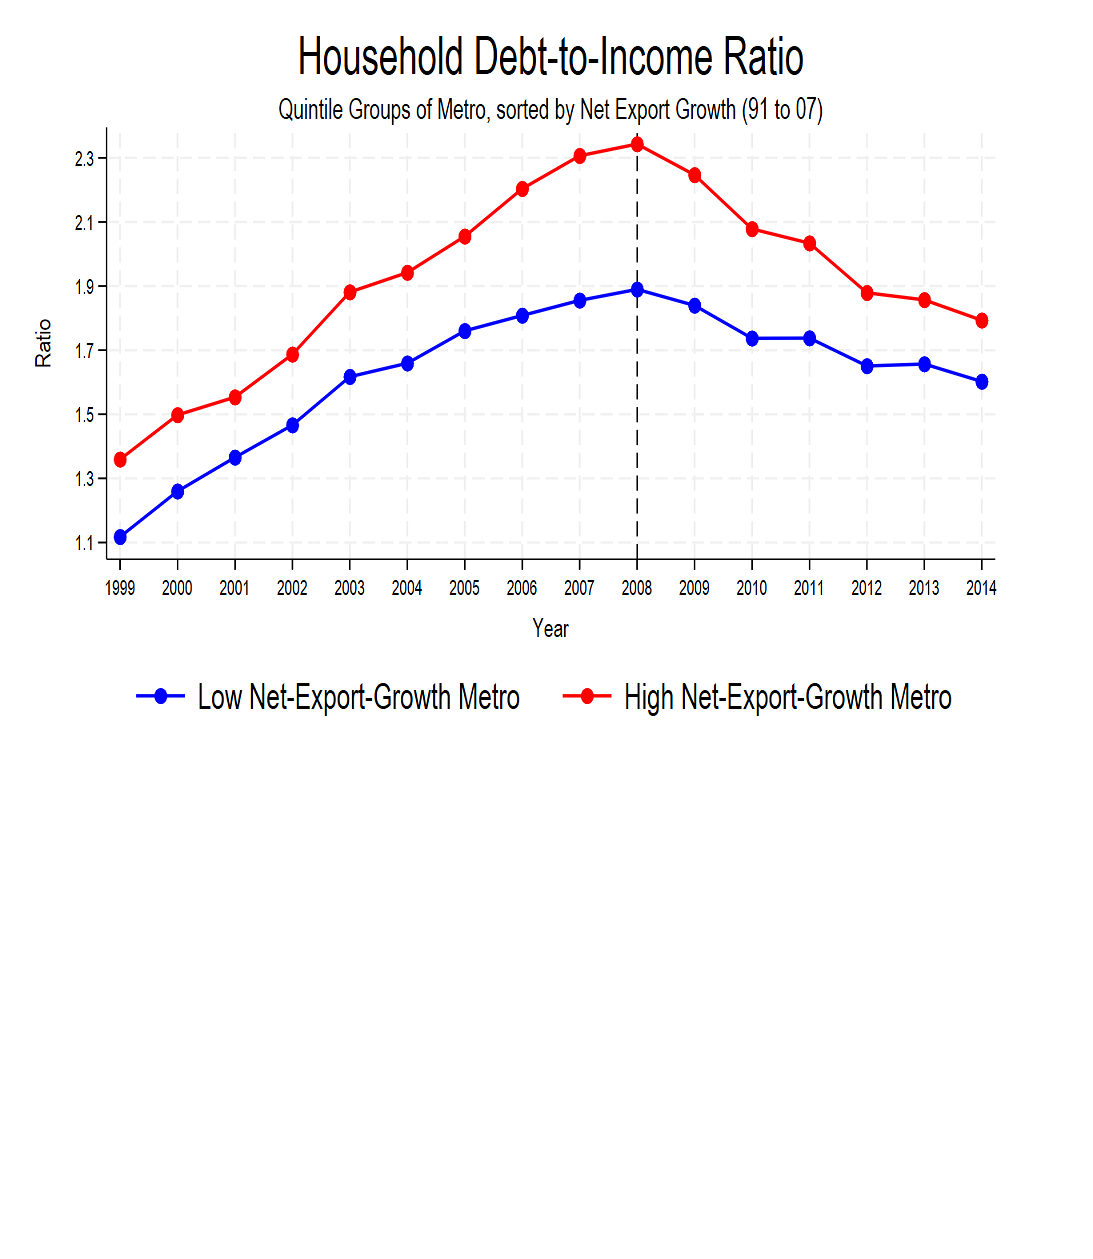 Household Debt-to-Income Ratio
Quintile Groups of Metro, sorted by Net Export Growth (91 to 07)
2.3
2.1
1.9
1.7
1.5
1.3
1.1
Ratio
1999 2000 2001 2002 2003 2004 2005 2006 2007 2008 2009 2010 2011 2012 2013 2014
Year
Low Net-Export-Growth Metro High Net-Export-Growth Metro